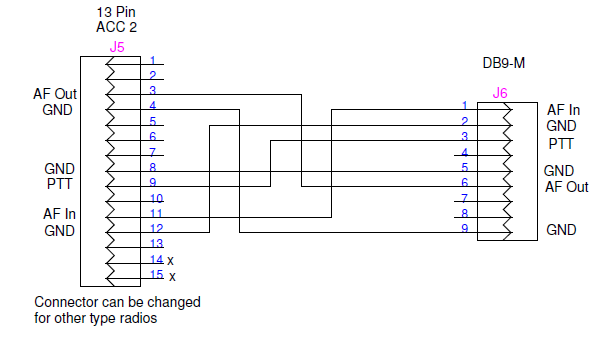 13 Pin
ACC 2
J5
DB9-M
J6
1
2
AF Out 3
GND 4
5
6
7
GND 8
PTT 9
10
AF In 11
GND 12
13
14 x
15 x
1 AF In
2 GND
3 PTT
4
5 GND
6 AF Out
7
8
9 GND
Connector can be changed
for other type radios